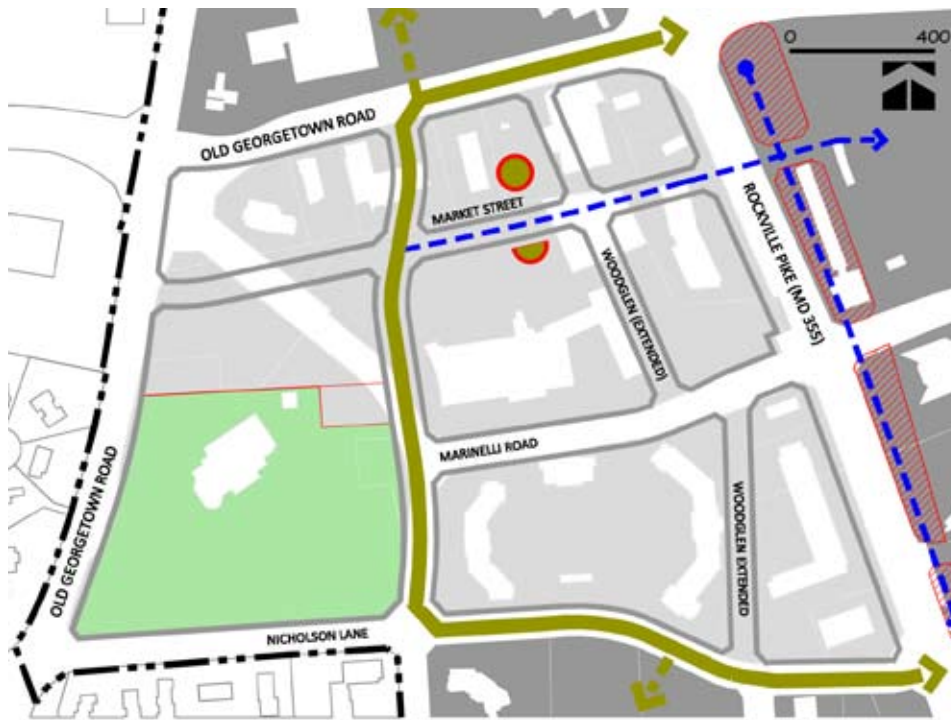 0 400
OLD GEORGETOWN ROAD
MARKET STREET
ROCKVILLE PIKE (MD 355)
WOODGLEN (EXTENDED)
MARINELLI ROAD
OLD GEORGETOWN ROAD
WOODGLEN EXTENDED
NICHOLSON LANE